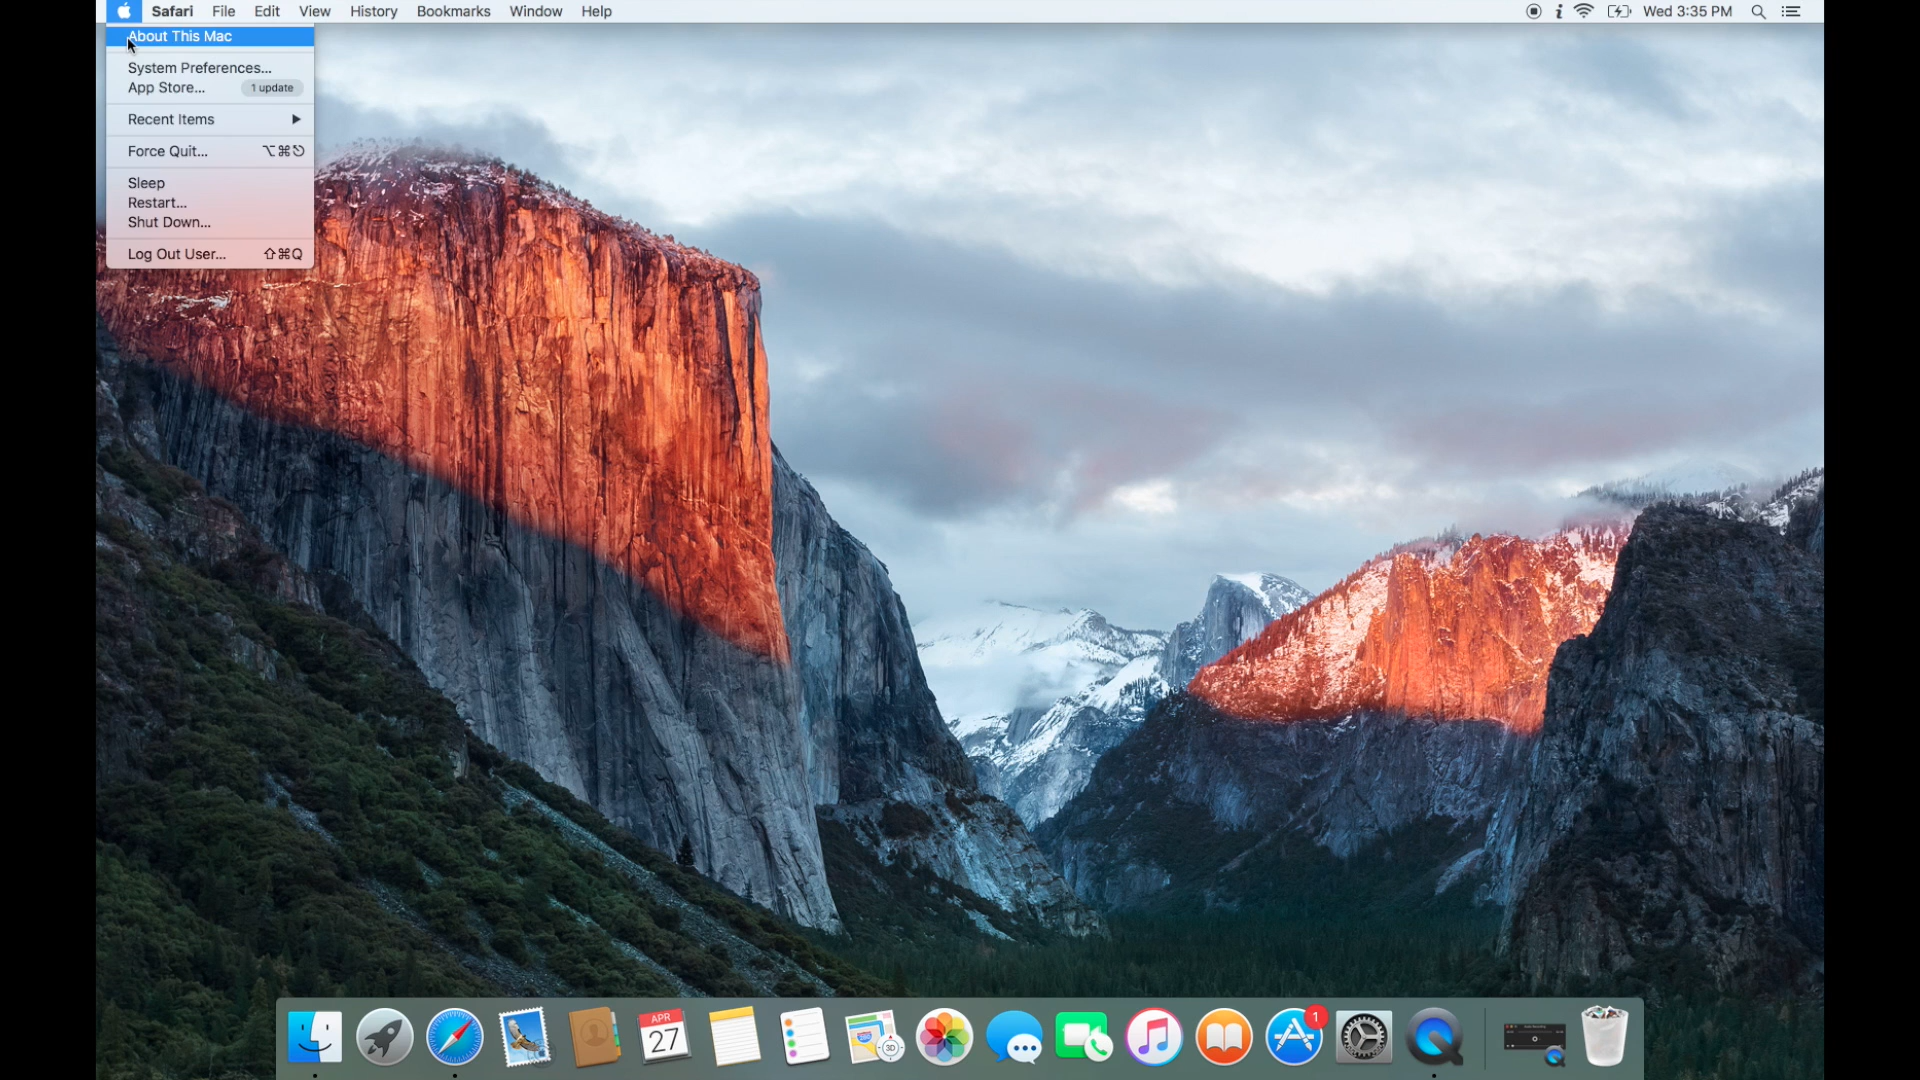 Safari File Edit View History Bookmarks Window Help Wed 3:35 PM
About This Mac
System Preferences...
App Store... 1 update
Recent Items
Force Quit... ⌥⌘⎋
Sleep
Restart...
Shut Down...
Log Out User... ⇧⌘Q
APR
27
3D
1